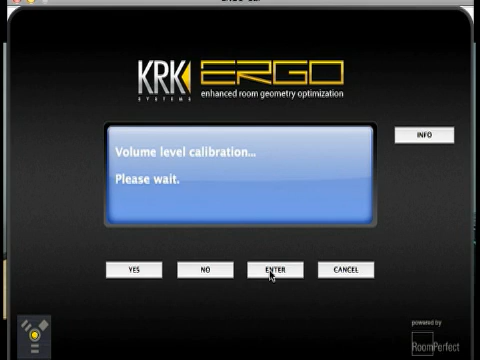 KRK ERGO
SYSTEMS
enhanced room geometry optimization
INFO
Volume level calibration...
Please wait.
YES
NO
ENTER
CANCEL
powered by
RoomPerfect